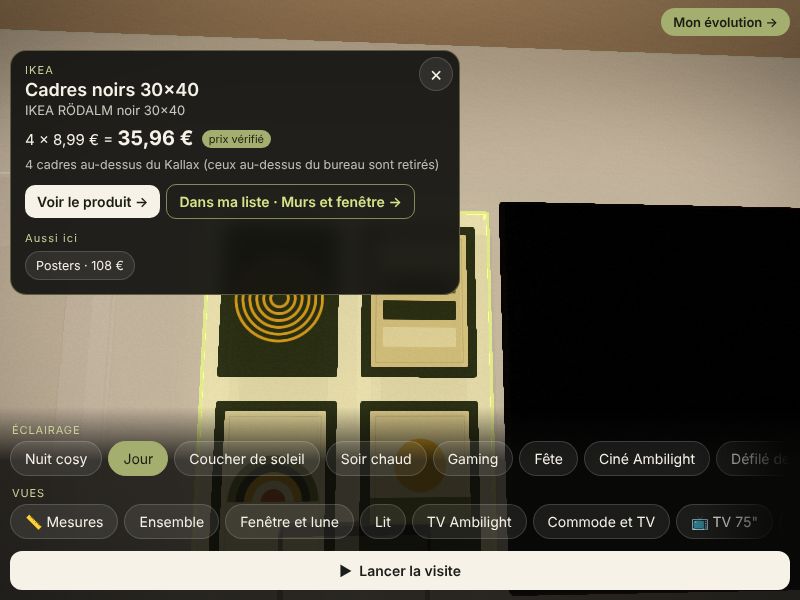 Mon évolution →
IKEA
Cadres noirs 30×40
IKEA RÖDALM noir 30×40
4 × 8,99 € = 35,96 € prix vérifié
4 cadres au-dessus du Kallax (ceux au-dessus du bureau sont retirés)
Voir le produit → Dans ma liste · Murs et fenêtre →
Aussi ici
Posters · 108 €
ÉCLAIRAGE
Nuit cosy Jour Coucher de soleil Soir chaud Gaming Fête Ciné Ambilight Défilé de
VUES
Mesures Ensemble Fenêtre et lune Lit TV Ambilight Commode et TV TV 75"
▶ Lancer la visite